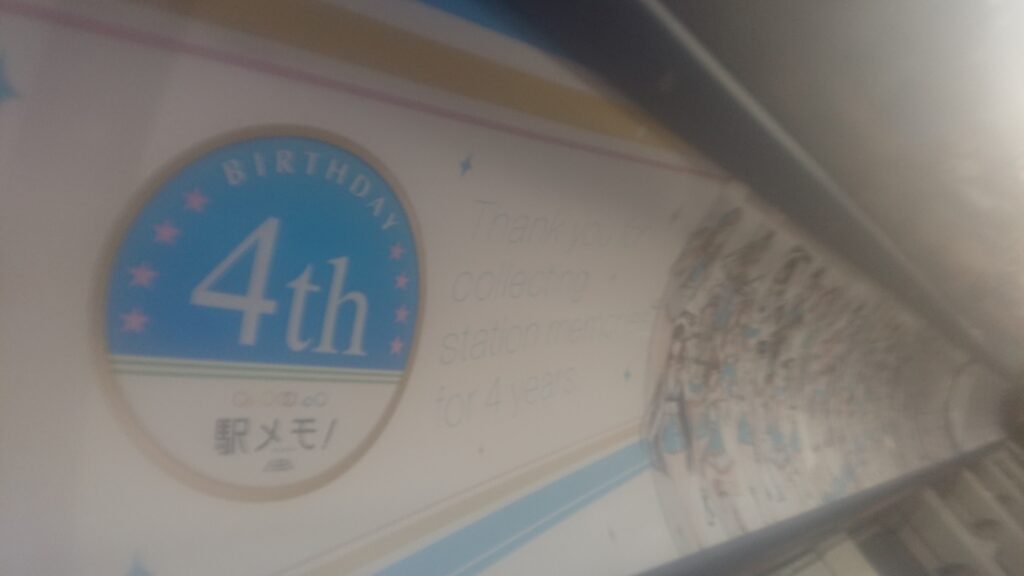 BIRTHDAY
4th
駅メモ!
Thank you for
collecting
station memories
for 4 years